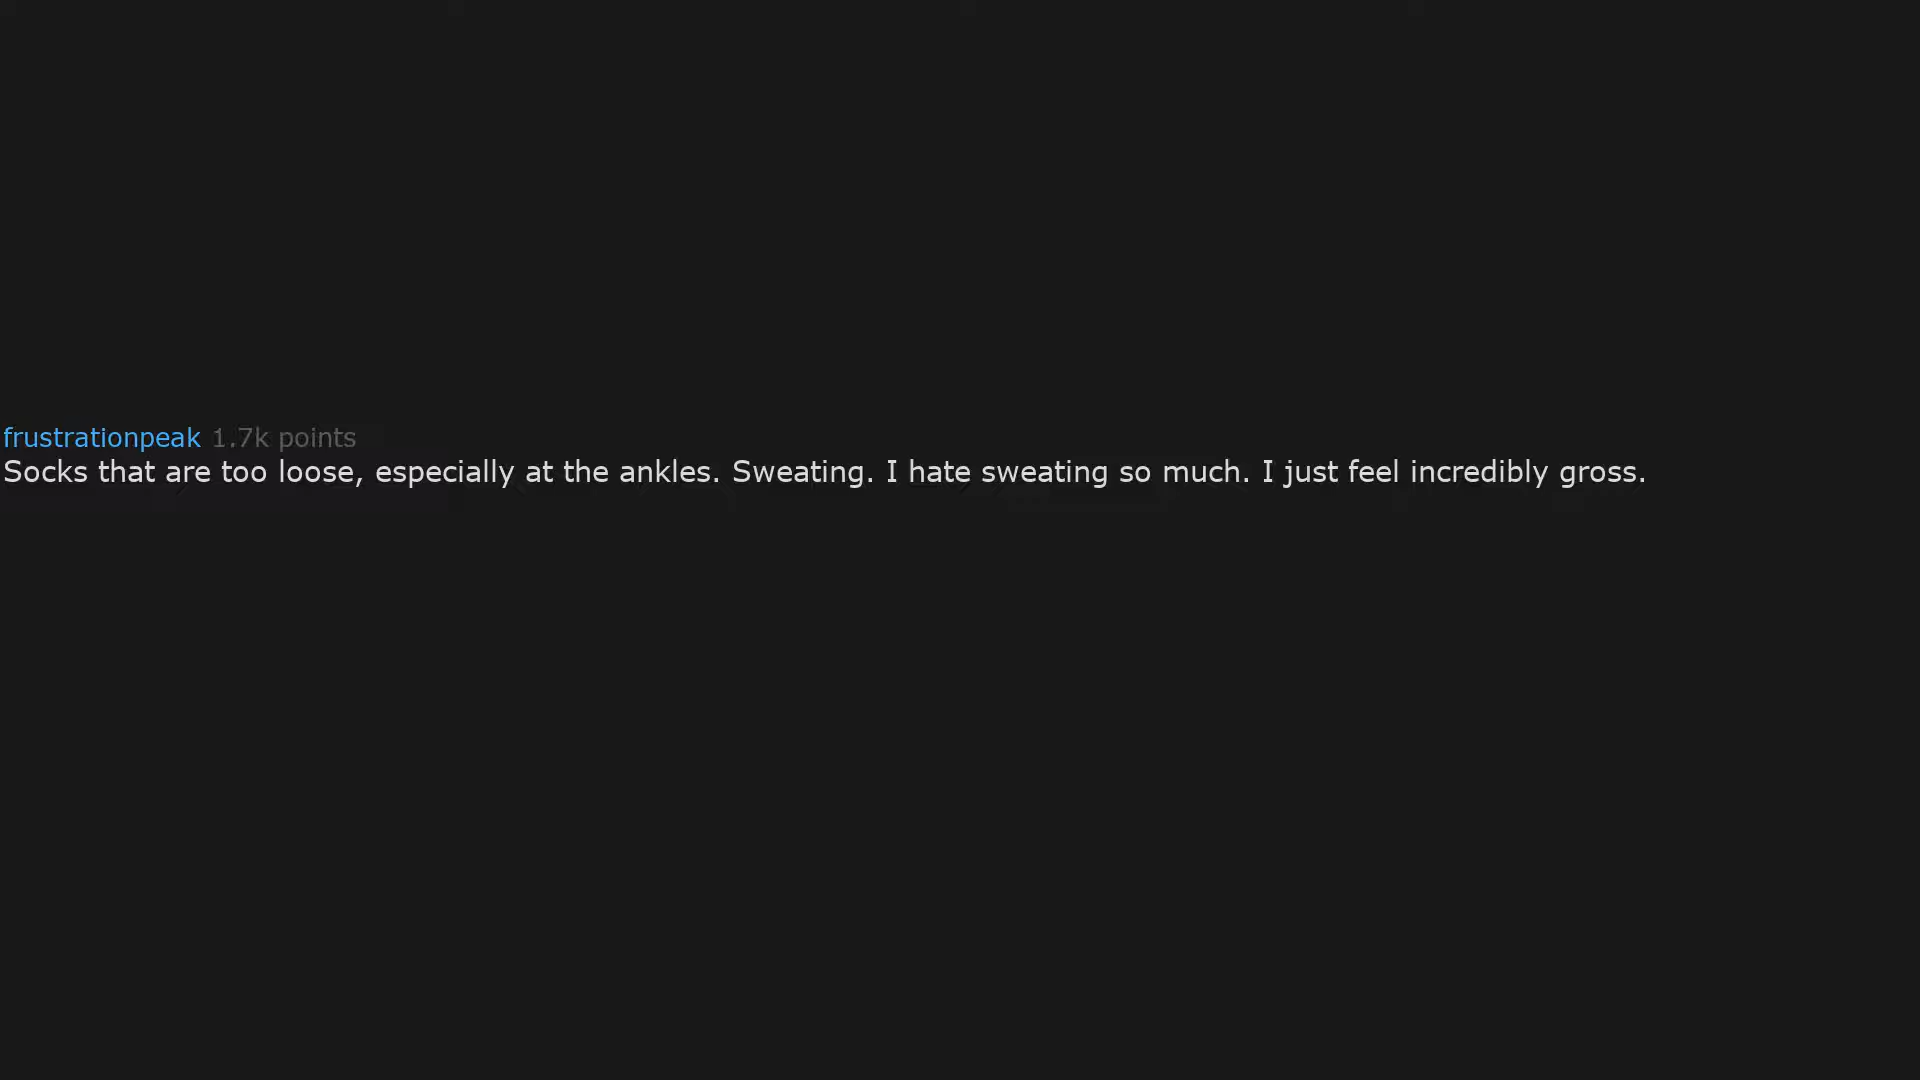 frustrationpeak 1.7k points
Socks that are too loose, especially at the ankles. Sweating. I hate sweating so much. I just feel incredibly gross.